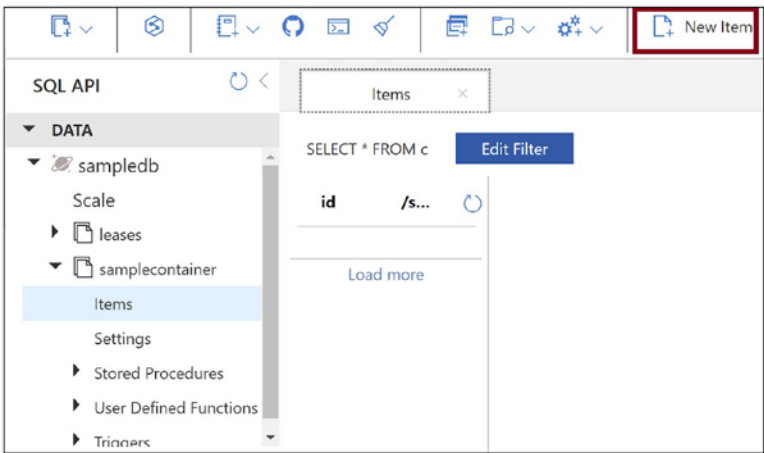 New Item
SQL API
DATA
sampledb
Scale
leases
samplecontainer
Items
Settings
Stored Procedures
User Defined Functions
Triggers
Items
SELECT * FROM c
Edit Filter
id /s...
Load more